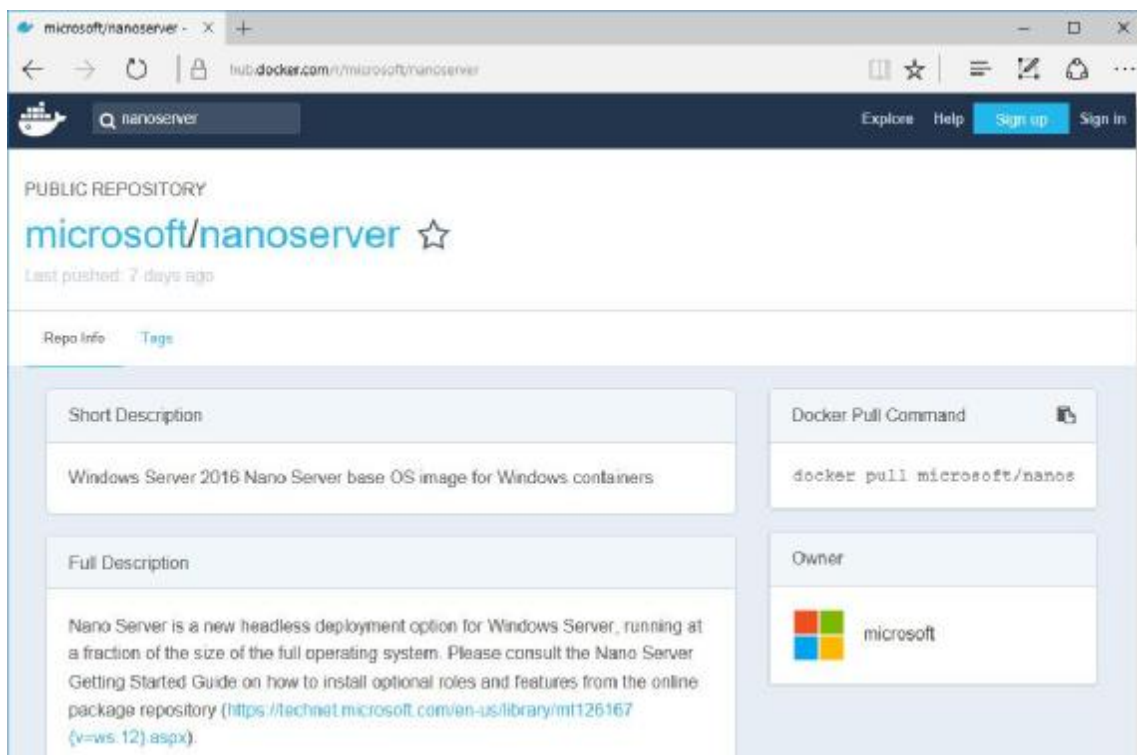 microsoft/nanoserver -
hub.docker.com/r/microsoft/nanoserver
nanoserver
Explore Help Sign up Sign in
PUBLIC REPOSITORY
microsoft/nanoserver
Last pushed: 7 days ago
Repo Info Tags
Short Description
Windows Server 2016 Nano Server base OS image for Windows containers
Docker Pull Command
docker pull microsoft/nanos
Full Description
Nano Server is a new headless deployment option for Windows Server, running at
a fraction of the size of the full operating system. Please consult the Nano Server
Getting Started Guide on how to install optional roles and features from the online
package repository (https://technet.microsoft.com/en-us/library/mt126167
(v=ws.12).aspx).
Owner
microsoft